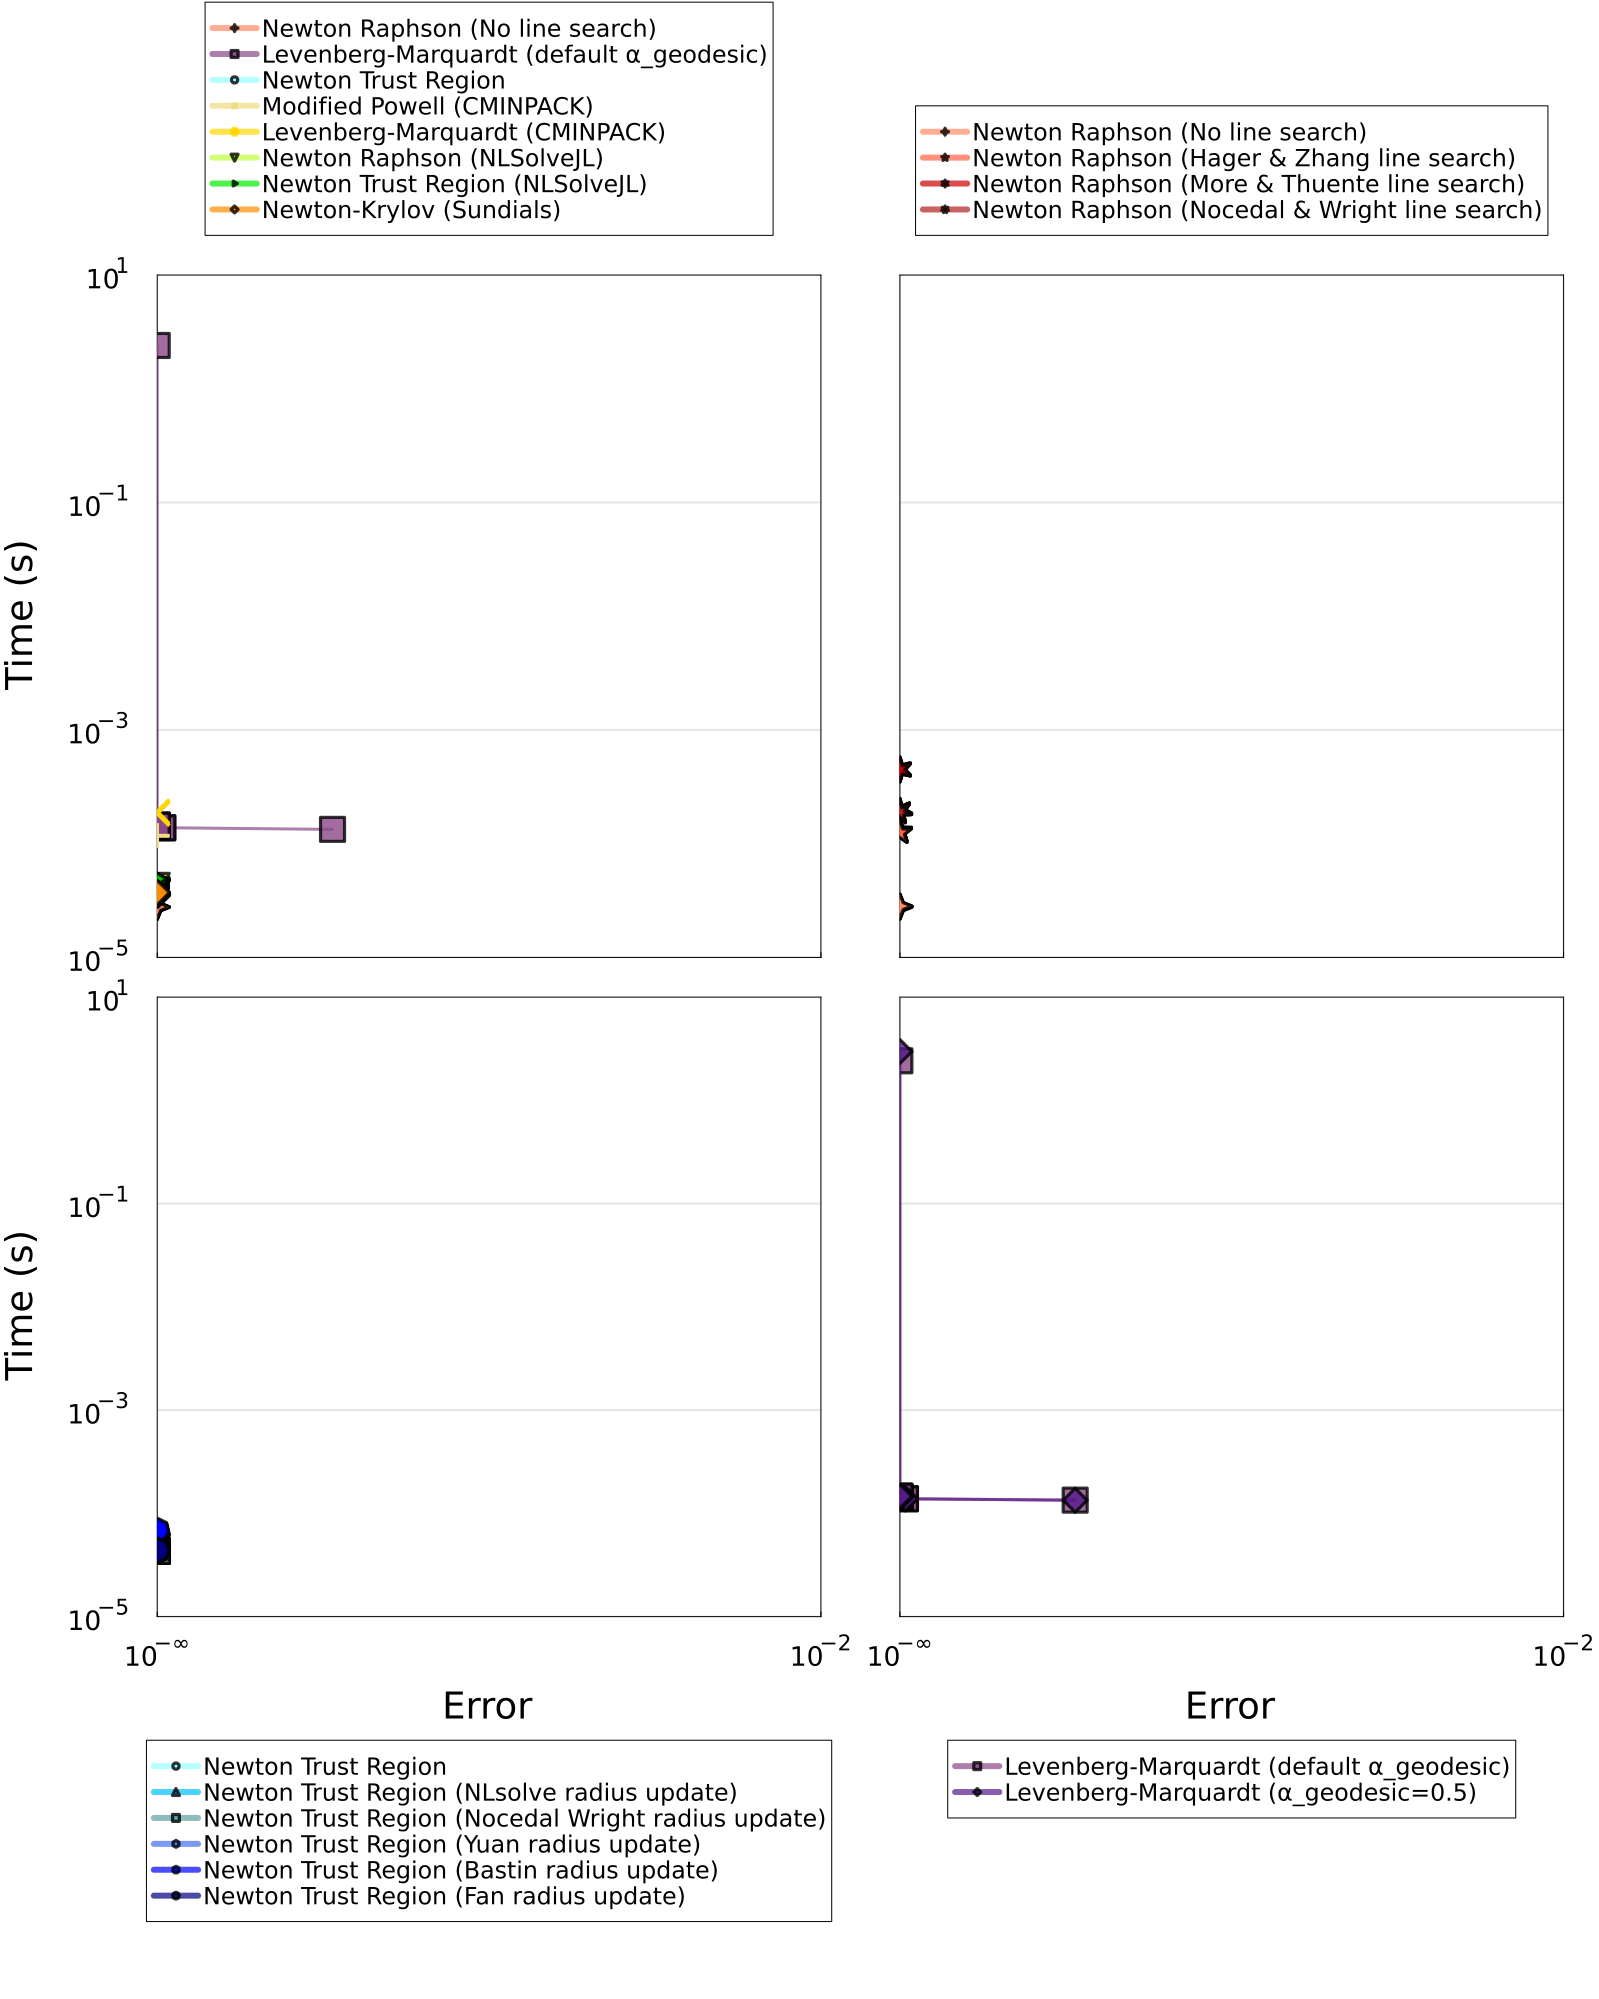 Newton Raphson (No line search)
Levenberg-Marquardt (default α_geodesic)
Newton Trust Region
Modified Powell (CMINPACK)
Levenberg-Marquardt (CMINPACK)
Newton Raphson (NLSolveJL)
Newton Trust Region (NLSolveJL)
Newton-Krylov (Sundials)
Newton Raphson (No line search)
Newton Raphson (Hager & Zhang line search)
Newton Raphson (More & Thuente line search)
Newton Raphson (Nocedal & Wright line search)
10¹
10⁻¹
10⁻³
10⁻⁵
Time (s)
10¹
10⁻¹
10⁻³
10⁻⁵
Time (s)
10^−∞
10⁻²
10^−∞
10⁻²
Error
Error
Newton Trust Region
Newton Trust Region (NLsolve radius update)
Newton Trust Region (Nocedal Wright radius update)
Newton Trust Region (Yuan radius update)
Newton Trust Region (Bastin radius update)
Newton Trust Region (Fan radius update)
Levenberg-Marquardt (default α_geodesic)
Levenberg-Marquardt (α_geodesic=0.5)